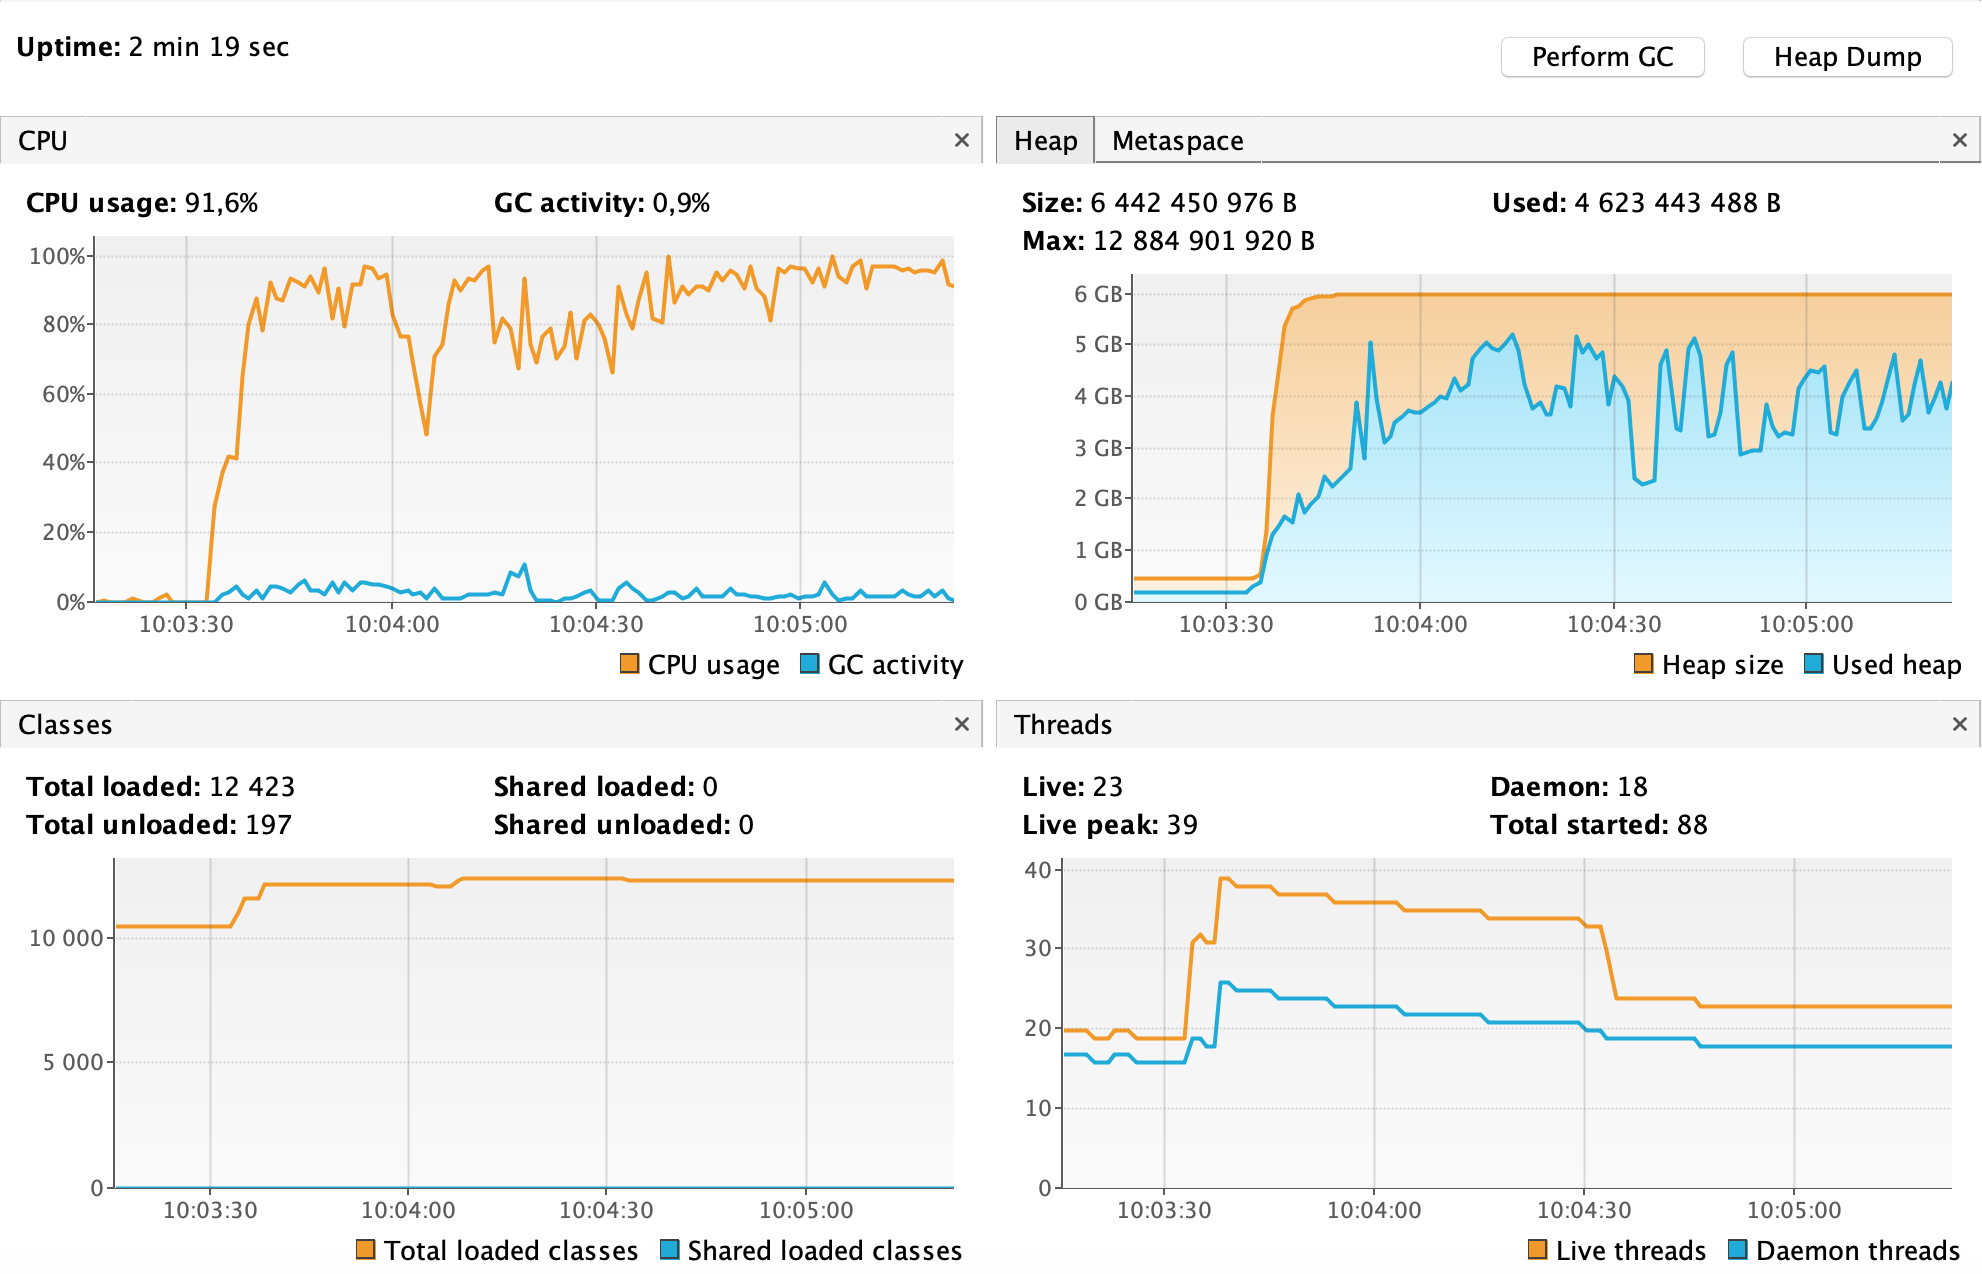 Uptime: 2 min 19 sec
Perform GC
Heap Dump
CPU
CPU usage: 91,6%
GC activity: 0,9%
100%
80%
60%
40%
20%
0%
10:03:30
10:04:00
10:04:30
10:05:00
CPU usage
GC activity
Heap
Metaspace
Size: 6 442 450 976 B
Used: 4 623 443 488 B
Max: 12 884 901 920 B
6 GB
5 GB
4 GB
3 GB
2 GB
1 GB
0 GB
10:03:30
10:04:00
10:04:30
10:05:00
Heap size
Used heap
Classes
Total loaded: 12 423
Shared loaded: 0
Total unloaded: 197
Shared unloaded: 0
10 000
5 000
0
10:03:30
10:04:00
10:04:30
10:05:00
Total loaded classes
Shared loaded classes
Threads
Live: 23
Daemon: 18
Live peak: 39
Total started: 88
40
30
20
10
0
10:03:30
10:04:00
10:04:30
10:05:00
Live threads
Daemon threads